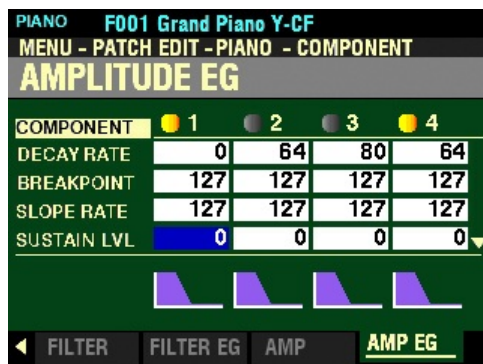 PIANO F001 Grand Piano Y-CF
MENU - PATCH EDIT - PIANO - COMPONENT
AMPLITUDE EG
COMPONENT 1 2 3 4
DECAY RATE 0 64 80 64
BREAKPOINT 127 127 127 127
SLOPE RATE 127 127 127 127
SUSTAIN LVL 0 0 0 0
FILTER FILTER EG AMP AMP EG